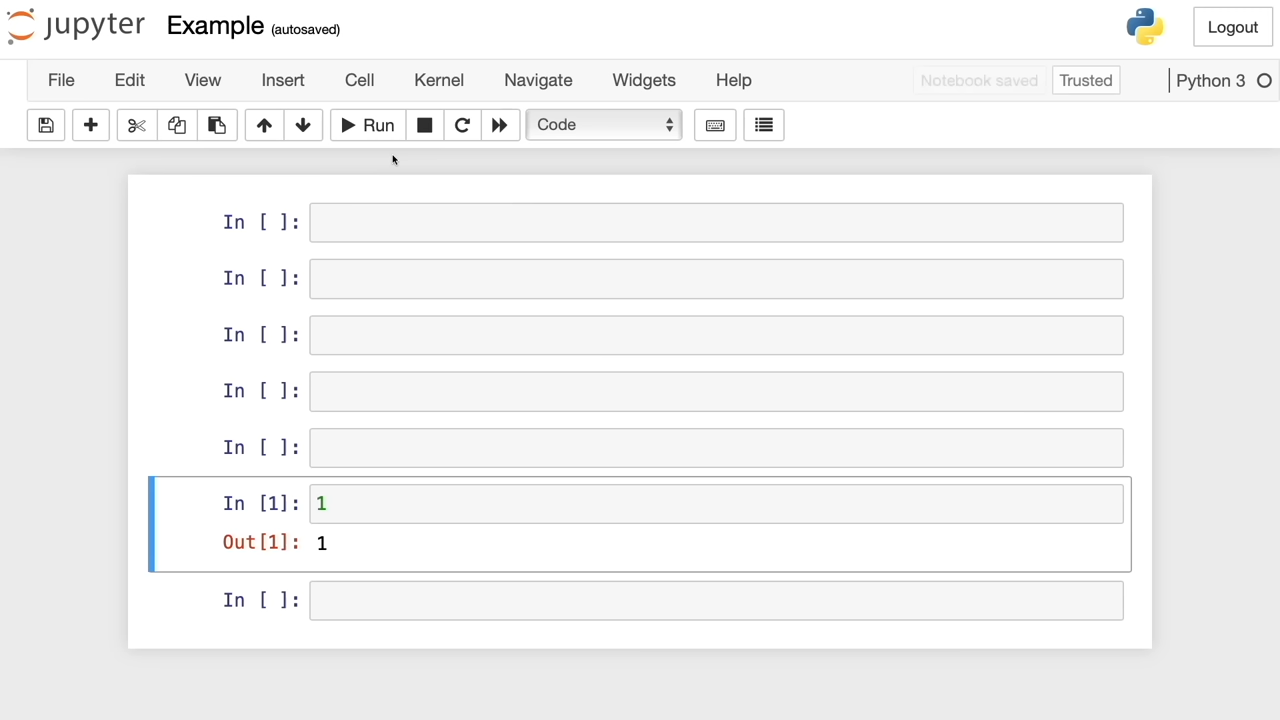 jupyter Example (autosaved) Logout
File Edit View Insert Cell Kernel Navigate Widgets Help Notebook saved Trusted Python 3
Run Code
In [ ]:
In [ ]:
In [ ]:
In [ ]:
In [ ]:
In [1]: 1
Out[1]: 1
In [ ]: